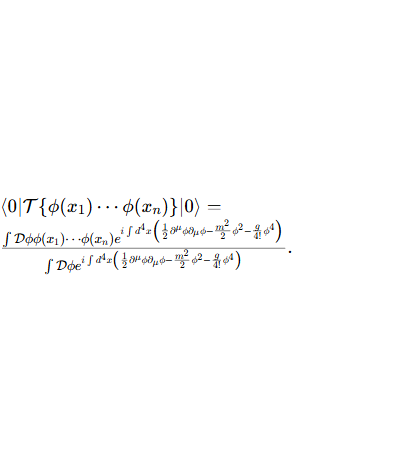 ⟨0|𝒯{ϕ(x₁)⋯ϕ(xₙ)}|0⟩ =
∫𝒟ϕϕ(x₁)⋯ϕ(xₙ)e^{i∫d⁴x(½∂^μϕ∂_μϕ−(m²/2)ϕ²−(g/4!)ϕ⁴)}
∫𝒟ϕe^{i∫d⁴x(½∂^μϕ∂_μϕ−(m²/2)ϕ²−(g/4!)ϕ⁴)} .